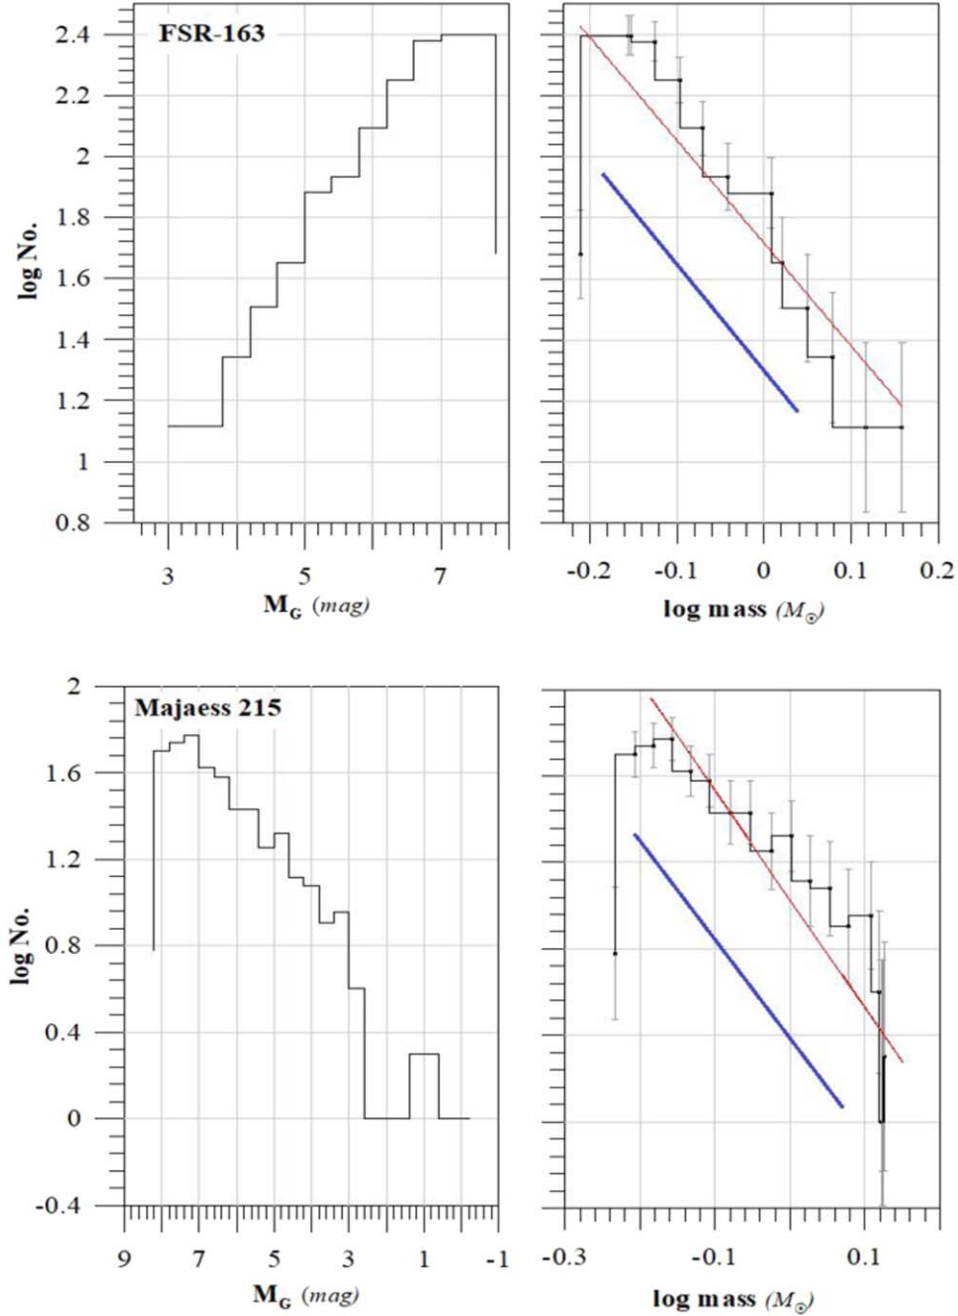 FSR-163
2.4
2.2
2
1.8
1.6
1.4
1.2
1
0.8
log No.
3 5 7
M_G (mag)
-0.2 -0.1 0 0.1 0.2
log mass (M_☉)
Majaess 215
2
1.6
1.2
0.8
0.4
0
-0.4
log No.
9 7 5 3 1 -1
M_G (mag)
-0.3 -0.1 0.1
log mass (M_☉)